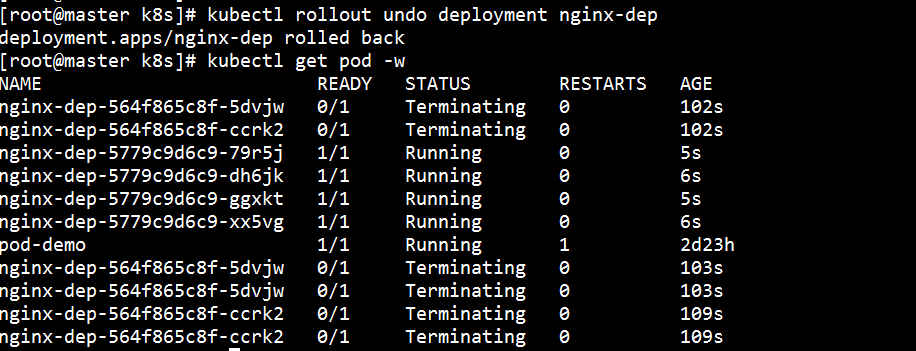 [root@master k8s]# kubectl rollout undo deployment nginx-dep
deployment.apps/nginx-dep rolled back
[root@master k8s]# kubectl get pod -w
NAME READY STATUS RESTARTS AGE
nginx-dep-564f865c8f-5dvjw 0/1 Terminating 0 102s
nginx-dep-564f865c8f-ccrk2 0/1 Terminating 0 102s
nginx-dep-5779c9d6c9-79r5j 1/1 Running 0 5s
nginx-dep-5779c9d6c9-dh6jk 1/1 Running 0 6s
nginx-dep-5779c9d6c9-ggxkt 1/1 Running 0 5s
nginx-dep-5779c9d6c9-xx5vg 1/1 Running 0 6s
pod-demo 1/1 Running 1 2d23h
nginx-dep-564f865c8f-5dvjw 0/1 Terminating 0 103s
nginx-dep-564f865c8f-5dvjw 0/1 Terminating 0 103s
nginx-dep-564f865c8f-ccrk2 0/1 Terminating 0 109s
nginx-dep-564f865c8f-ccrk2 0/1 Terminating 0 109s